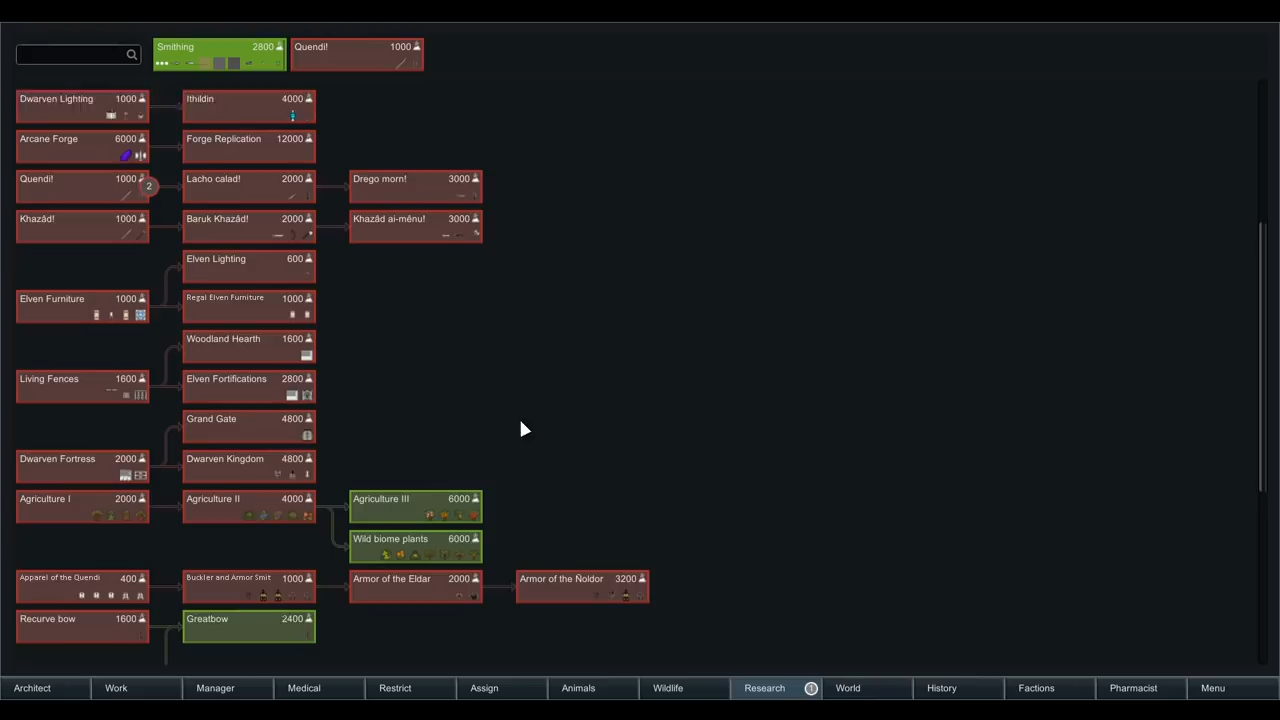 Smithing 2800
Quendi! 1000
Dwarven Lighting 1000
Ithildin 4000
Arcane Forge 6000
Forge Replication 12000
Quendi! 1000
2
Lacho calad! 2000
Drego morn! 3000
Khazâd! 1000
Baruk Khazâd! 2000
Khazâd ai-mênu! 3000
Elven Lighting 600
Elven Furniture 1000
Regal Elven Furniture 1000
Woodland Hearth 1600
Living Fences 1600
Elven Fortifications 2800
Grand Gate 4800
Dwarven Fortress 2000
Dwarven Kingdom 4800
Agriculture I 2000
Agriculture II 4000
Agriculture III 6000
Wild biome plants 6000
Apparel of the Quendi 400
Buckler and Armor Smit 1000
Armor of the Eldar 2000
Armor of the Ñoldor 3200
Recurve bow 1600
Greatbow 2400
Architect Work Manager Medical Restrict Assign Animals Wildlife Research 1 World History Factions Pharmacist Menu